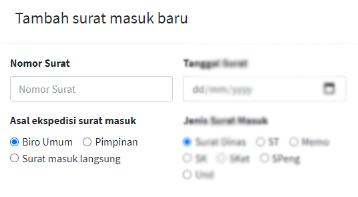 Tambah surat masuk baru
Nomor Surat
Nomor Surat
Asal ekspedisi surat masuk
Biro Umum Pimpinan
Surat masuk langsung
Tanggal Surat
dd/mm/yyyy
Jenis Surat Masuk
Surat Dinas ST Memo
SK SKet SPeng
Und